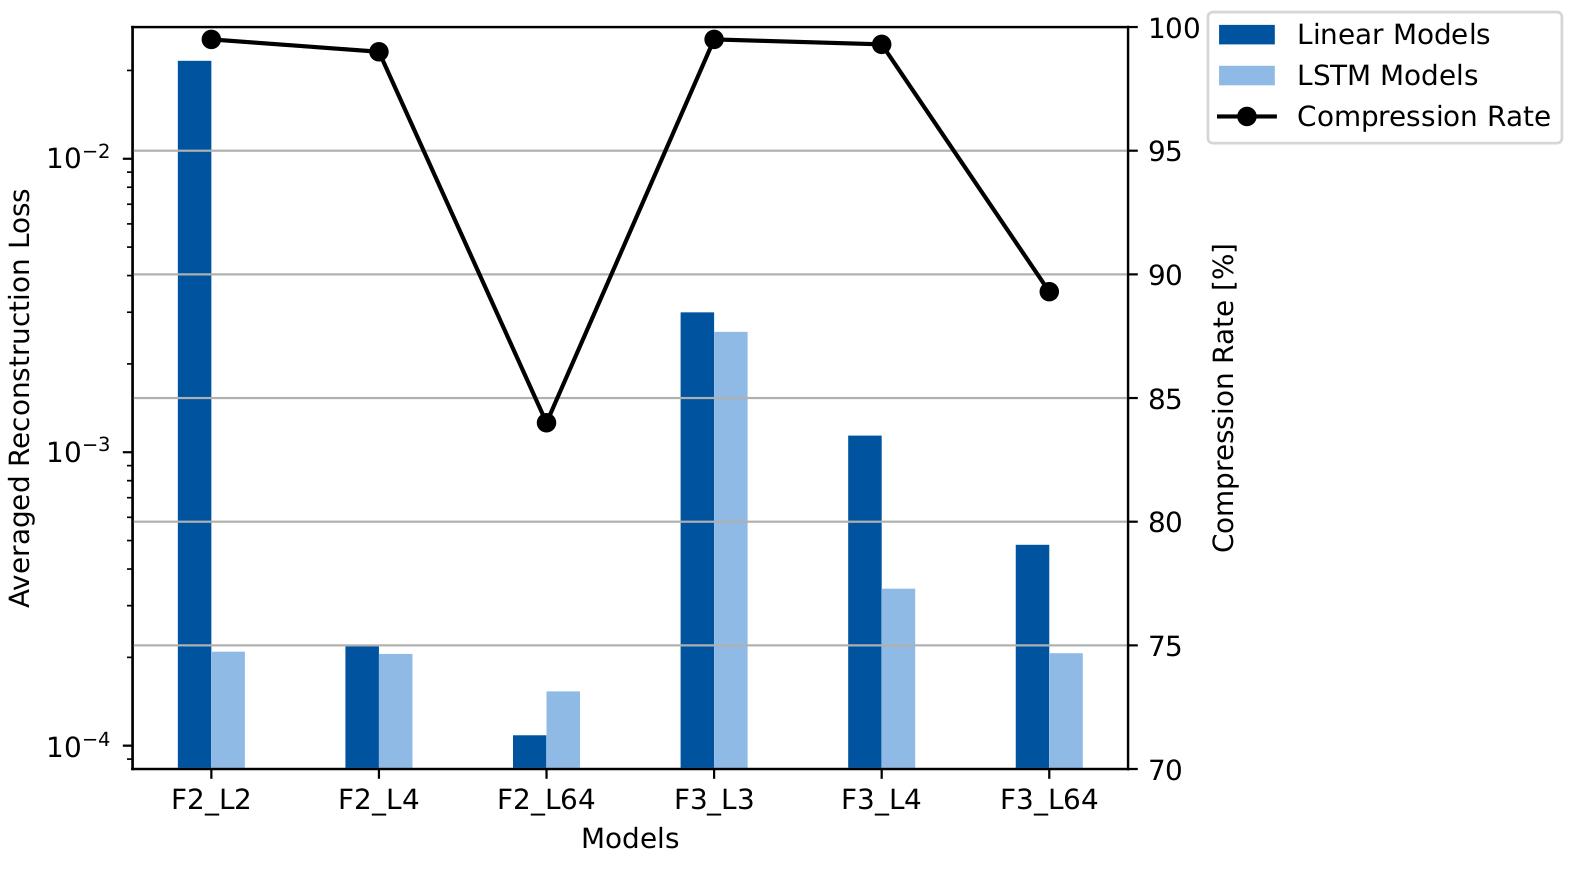 Averaged Reconstruction Loss
10⁻²
10⁻³
10⁻⁴
F2_L2 F2_L4 F2_L64 F3_L3 F3_L4 F3_L64
Models
100
95
90
85
80
75
70
Compression Rate [%]
Linear Models
LSTM Models
Compression Rate